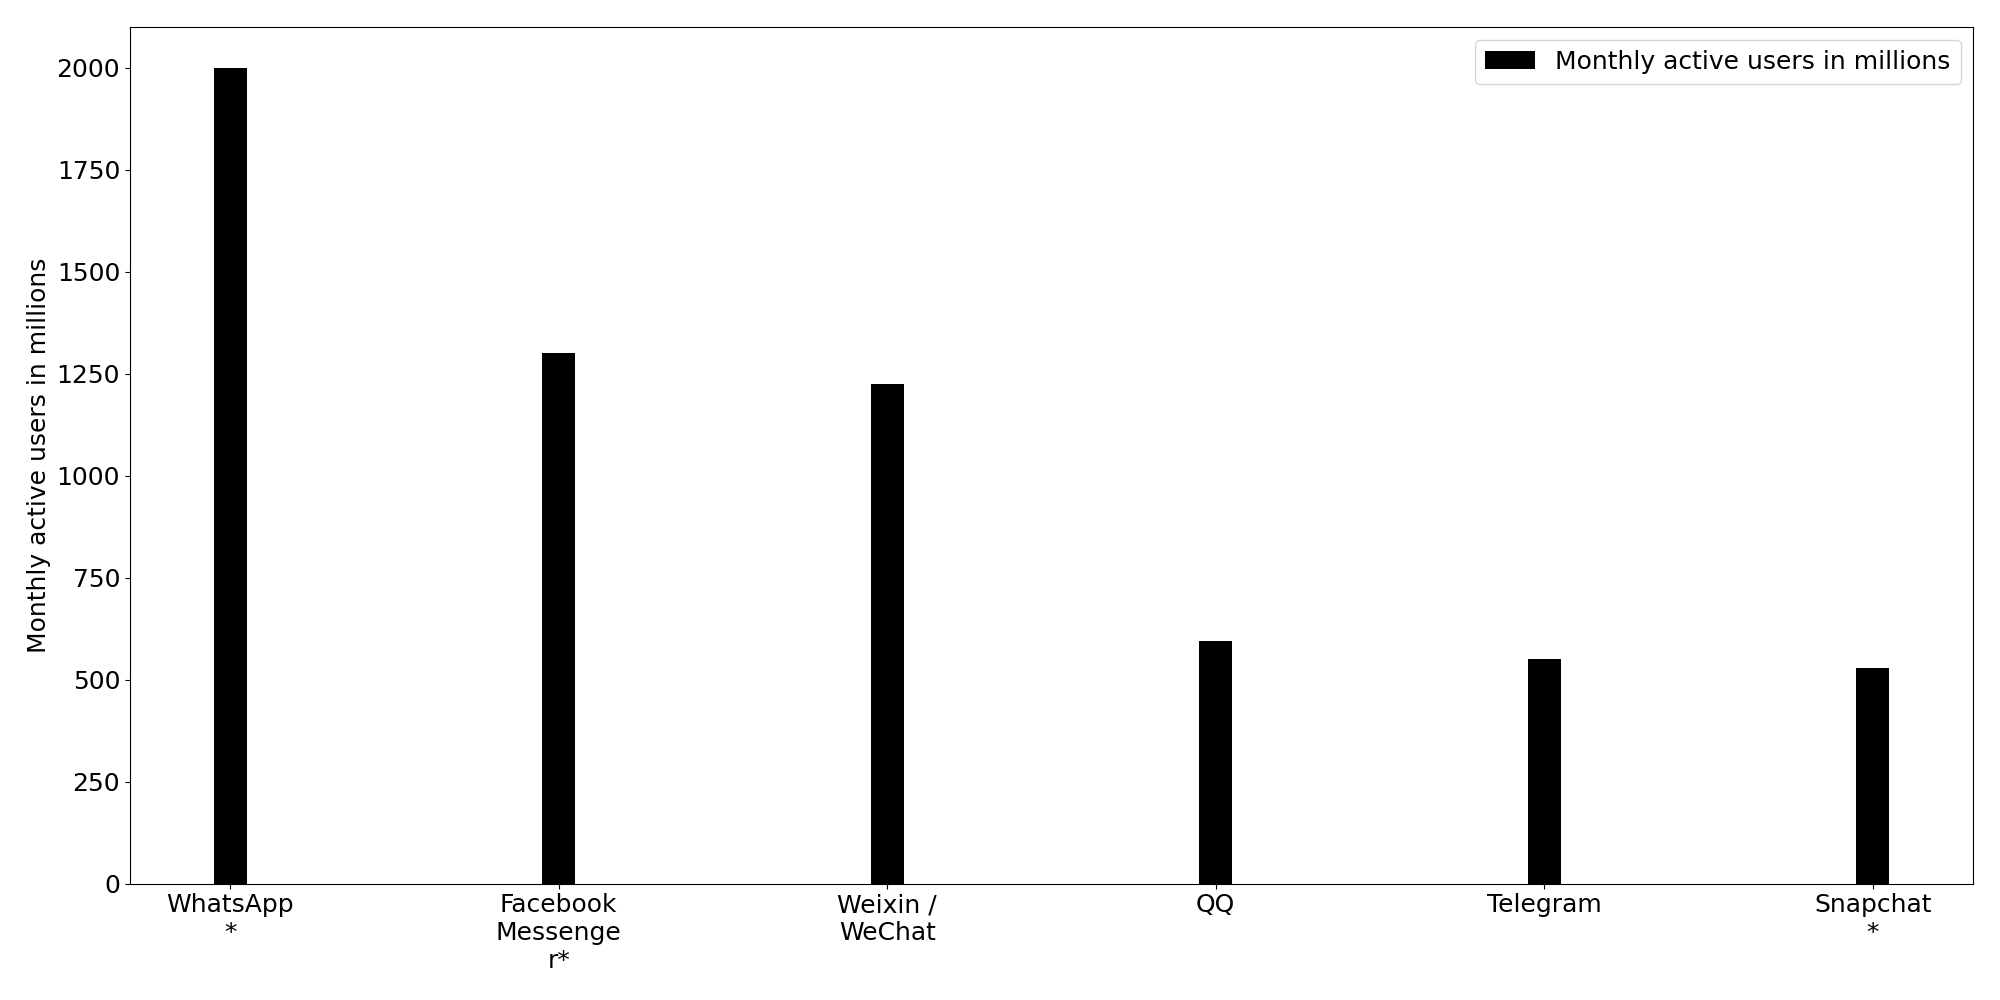 Monthly active users in millions
2000
1750
1500
1250
1000
750
500
250
0
Monthly active users in millions
WhatsApp
*
Facebook
Messenge
r*
Weixin /
WeChat
QQ
Telegram
Snapchat
*